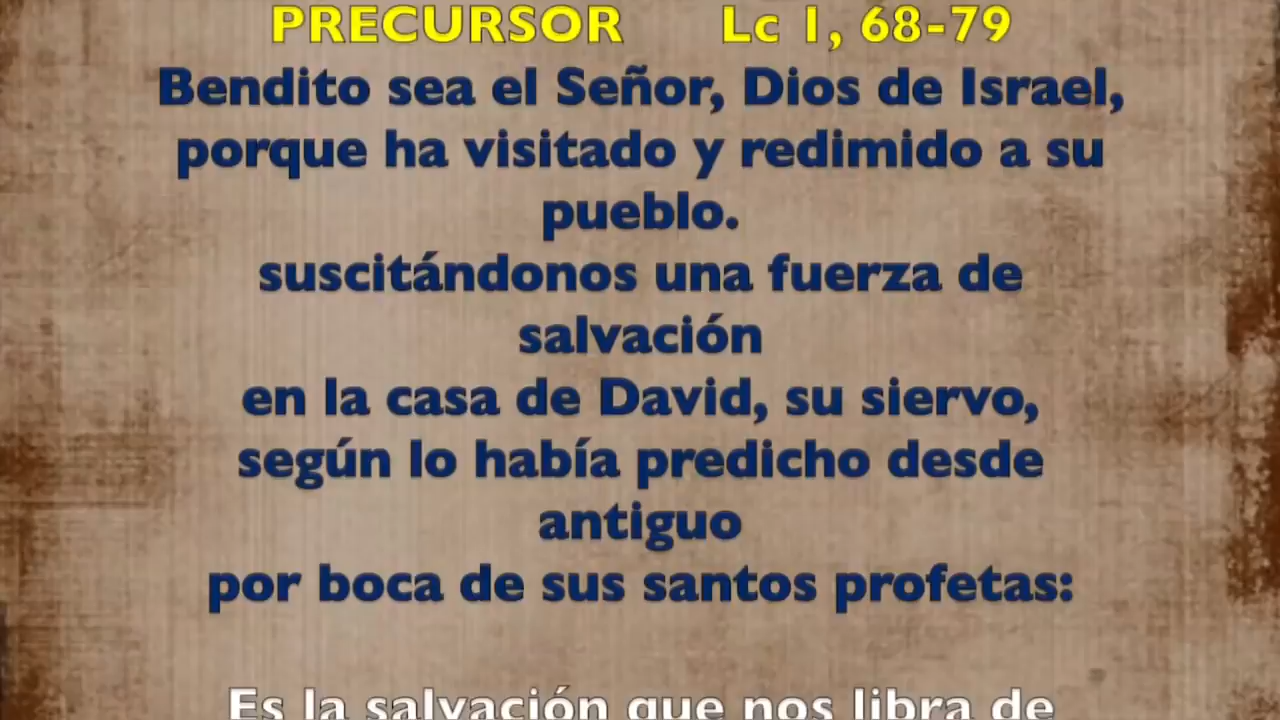 PRECURSOR Lc 1, 68-79
Bendito sea el Señor, Dios de Israel,
porque ha visitado y redimido a su
pueblo.
suscitándonos una fuerza de
salvación
en la casa de David, su siervo,
según lo había predicho desde
antiguo
por boca de sus santos profetas:
Es la salvación que nos libra de